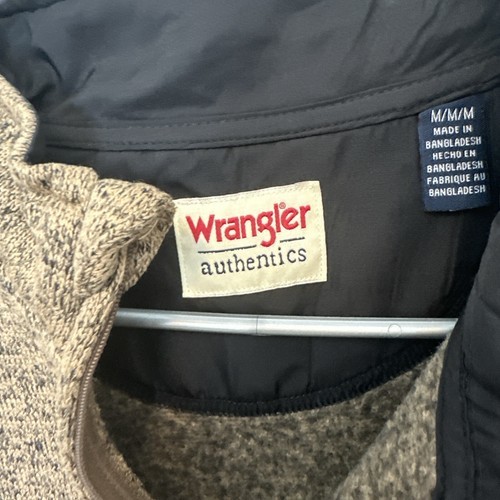 Wrangler
authentics
M/M/M
MADE IN
BANGLADESH
HECHO EN
BANGLADESH
FABRIQUE AU
BANGLADESH